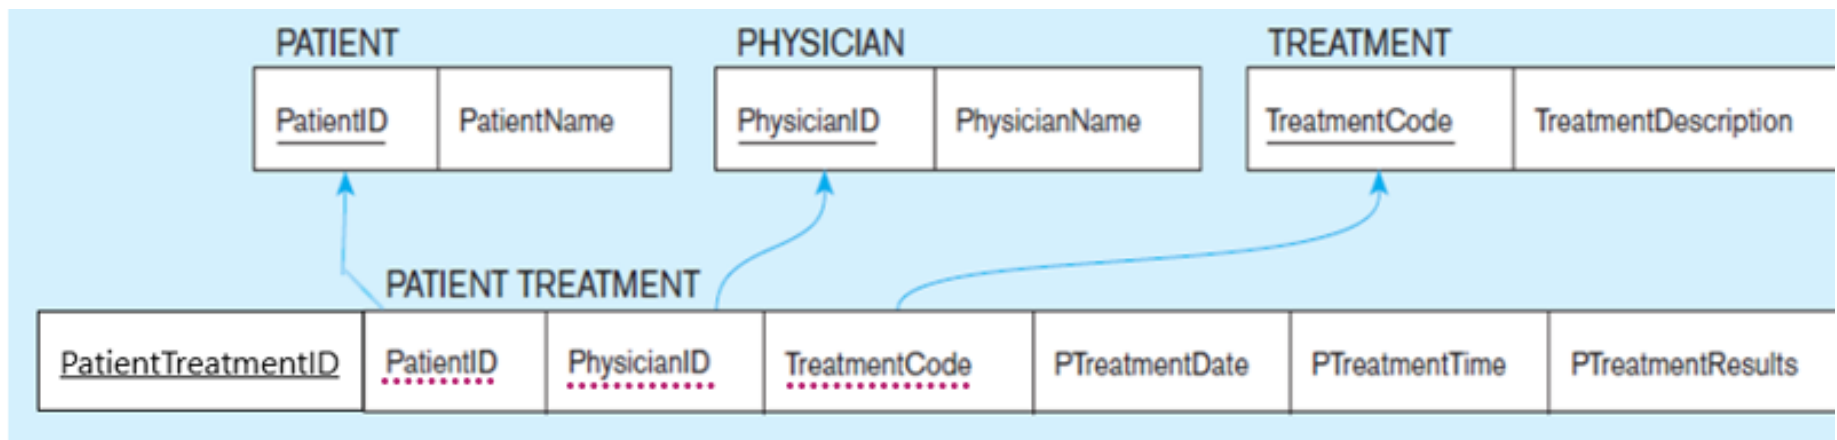 PATIENT PHYSICIAN TREATMENT
PatientID PatientName PhysicianID PhysicianName TreatmentCode TreatmentDescription
PATIENT TREATMENT
PatientTreatmentID PatientID PhysicianID TreatmentCode PTreatmentDate PTreatmentTime PTreatmentResults